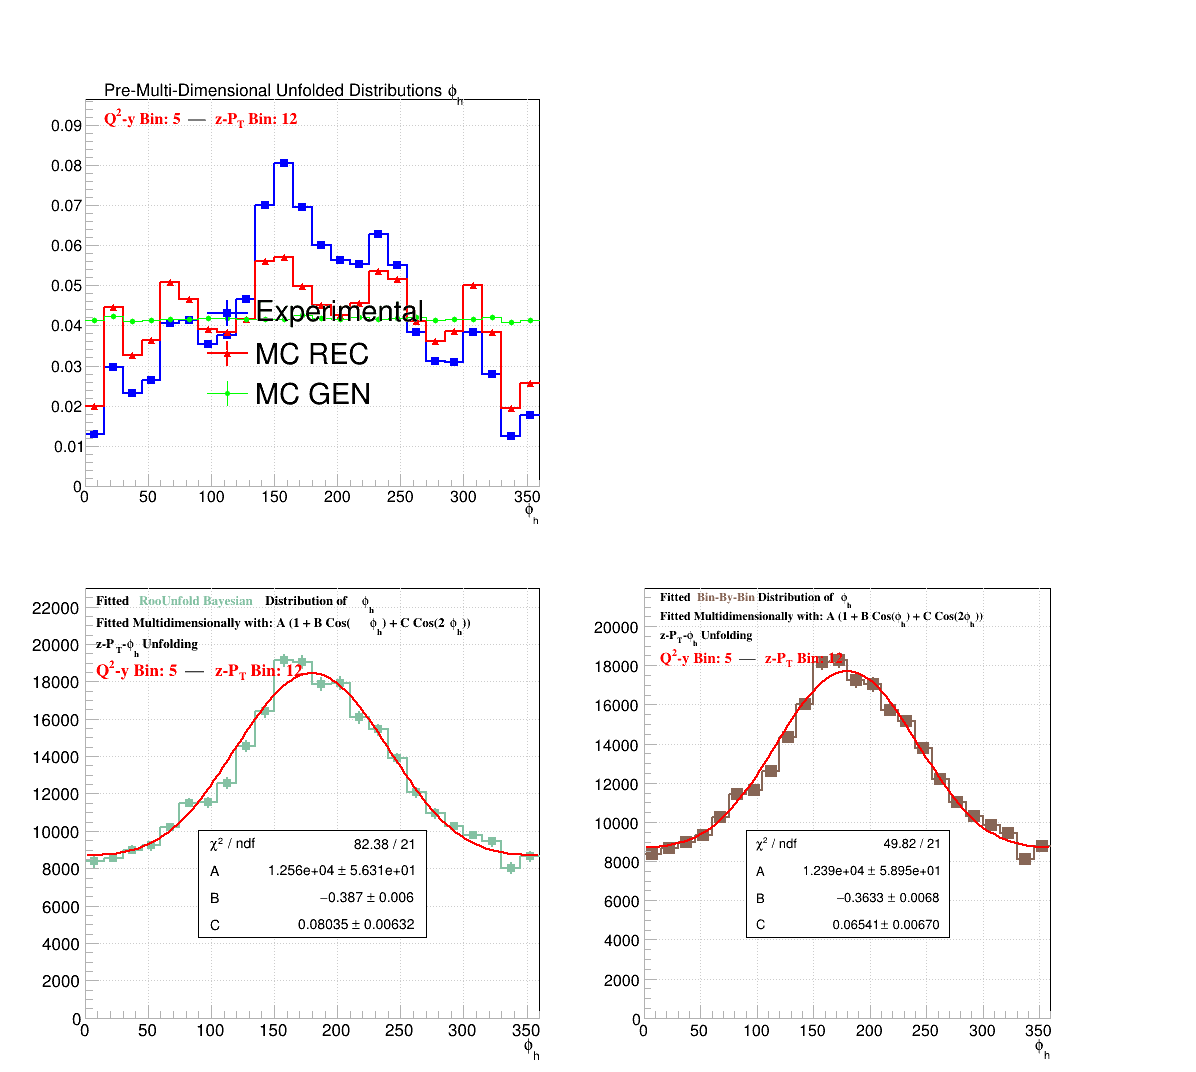 Pre-Multi-Dimensional Unfolded Distributions ϕh
Q²-y Bin: 5 — z-PT Bin: 12
0.09
0.08
0.07
0.06
0.05
0.04
0.03
0.02
0.01
0
Experimental
MC REC
MC GEN
0 50 100 150 200 250 300 350
ϕh
Fitted RooUnfold Bayesian Distribution of ϕh
Fitted Multidimensionally with: A (1 + B Cos( ϕh) + C Cos(2 ϕh))
z-PT-ϕh Unfolding
Q²-y Bin: 5 — z-PT Bin: 12
22000
20000
18000
16000
14000
12000
10000
8000
6000
4000
2000
0
χ² / ndf 82.38 / 21
A 1.256e+04 ± 5.631e+01
B −0.387 ± 0.006
C 0.08035 ± 0.00632
0 50 100 150 200 250 300 350
ϕh
Fitted Bin-By-Bin Distribution of ϕh
Fitted Multidimensionally with: A (1 + B Cos(ϕh) + C Cos(2ϕh))
z-PT-ϕh Unfolding
Q²-y Bin: 5 — z-PT Bin: 12
20000
18000
16000
14000
12000
10000
8000
6000
4000
2000
0
χ² / ndf 49.82 / 21
A 1.239e+04 ± 5.895e+01
B −0.3633 ± 0.0068
C 0.06541 ± 0.00670
0 50 100 150 200 250 300 350
ϕh